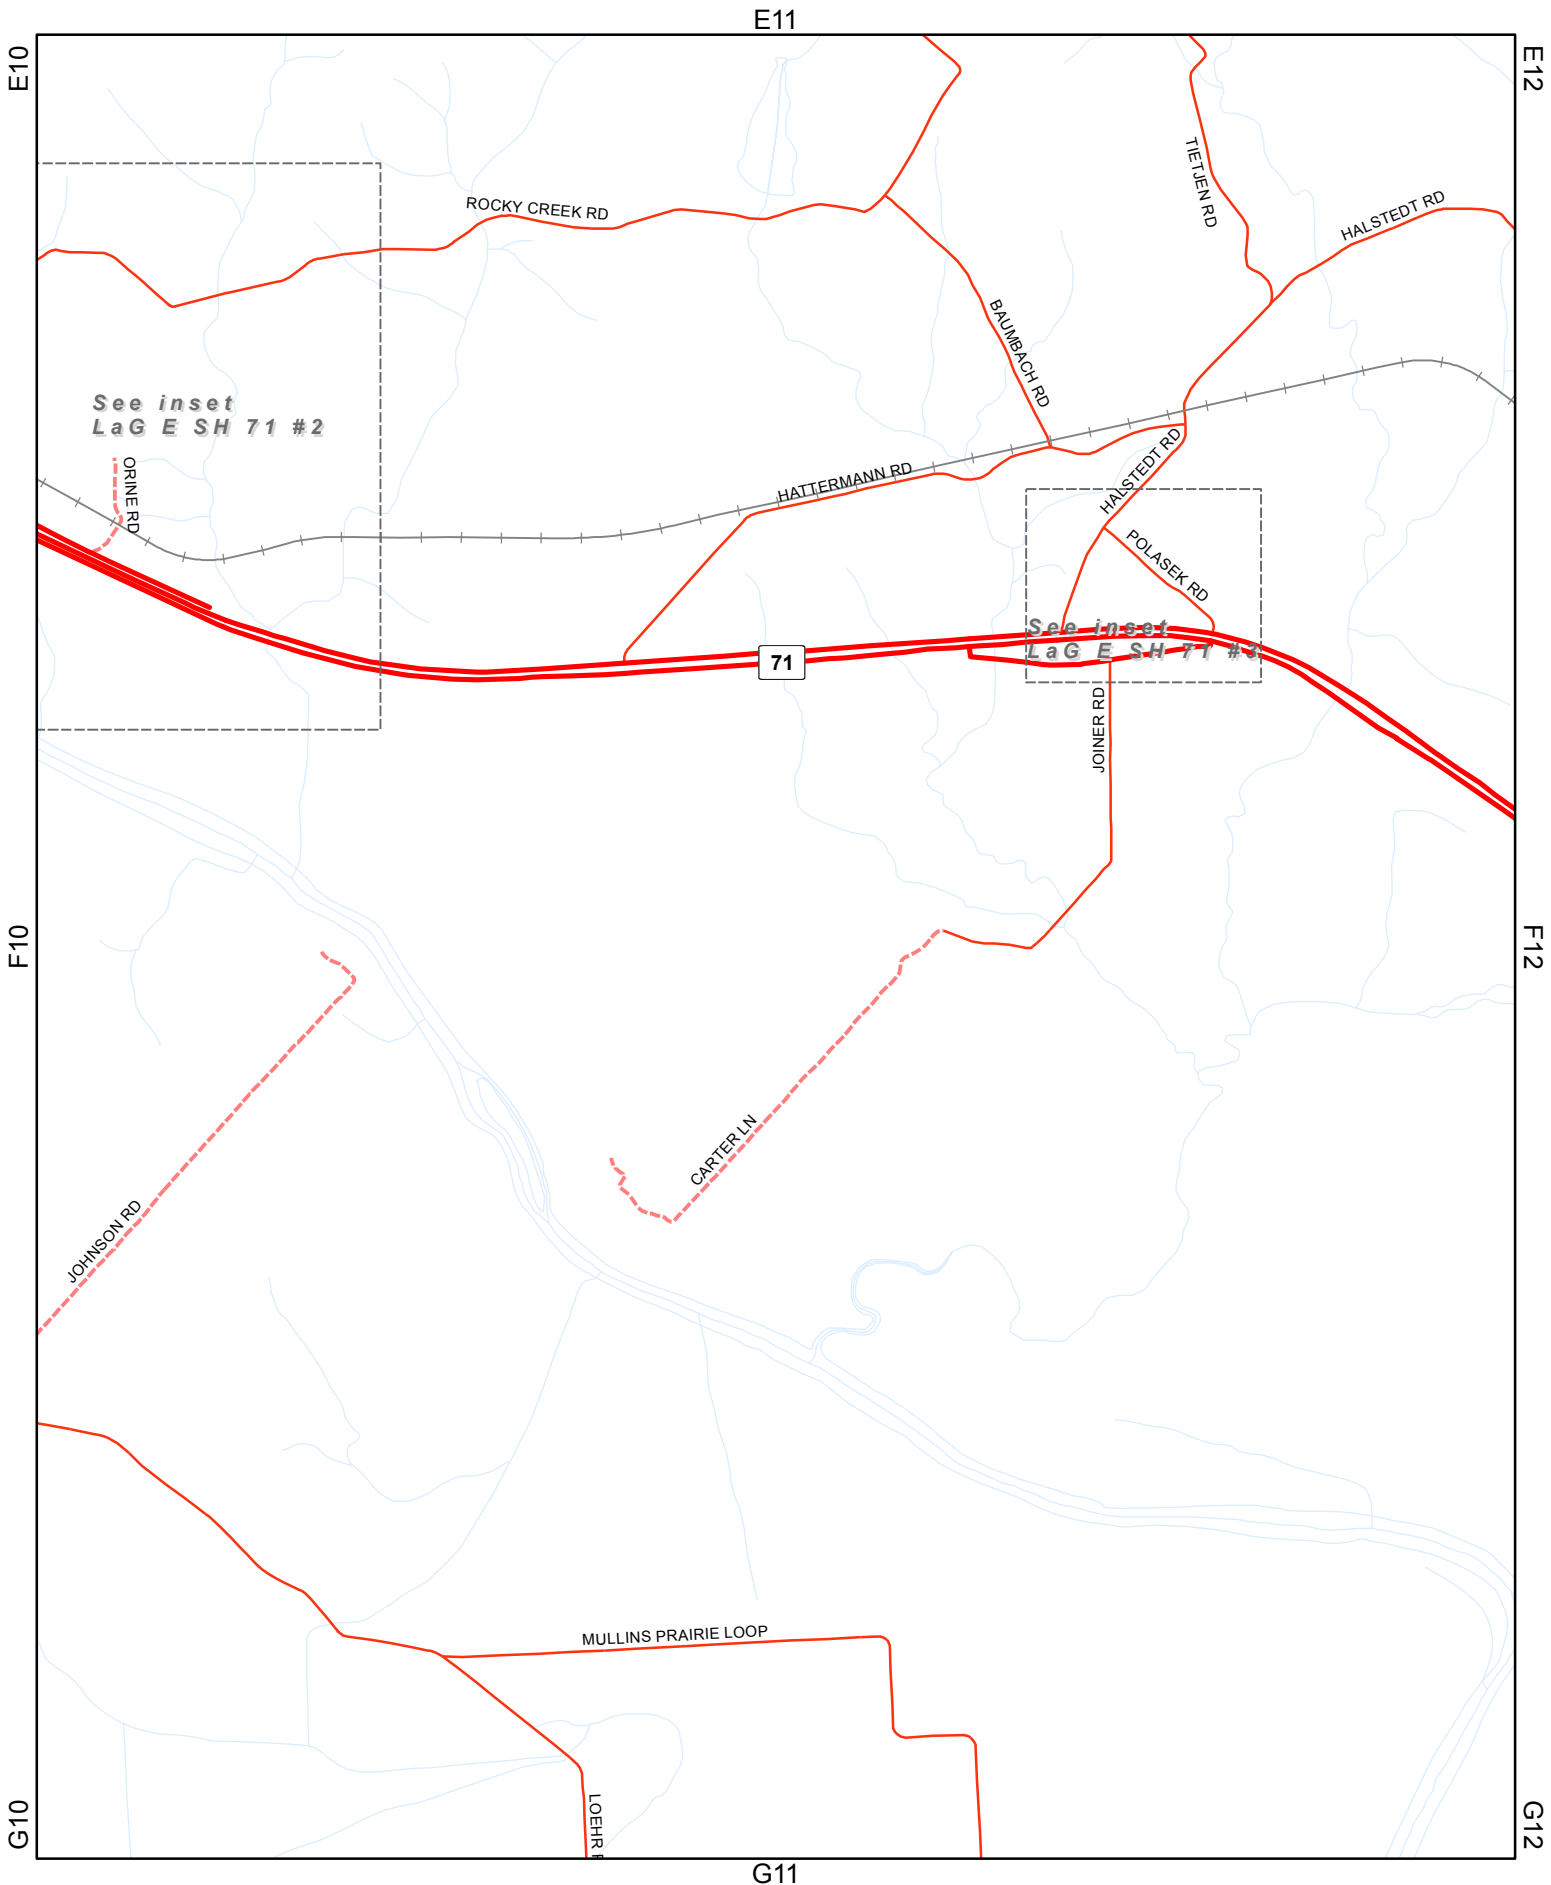 E11
E10
E12
TIETJEN RD
HALSTEDT RD
ROCKY CREEK RD
BAUMBACH RD
See inset
LaG E SH 71 #2
ORINE RD
HATTERMANN RD
HALSTEDT RD
POLASEK RD
See inset
LaG E SH 71 #3
71
JOINER RD
F10
F12
CARTER LN
JOHNSON RD
MULLINS PRAIRIE LOOP
LOEHR
G10
G12
G11